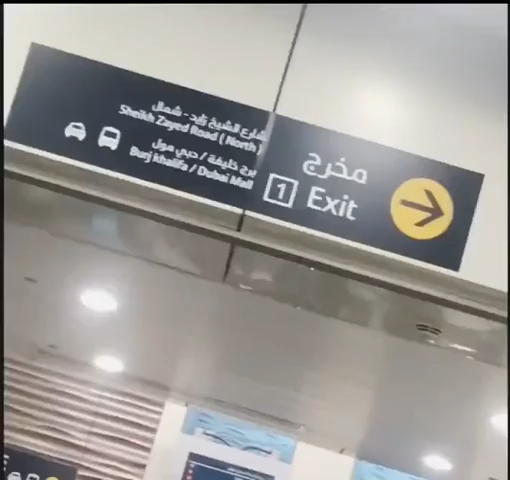 شارع الشيخ زايد - شمال
Sheikh Zayed Road ( North )
برج خليفة / دبي مول
Burj khalifa / Dubai Mall
مخرج
1 Exit